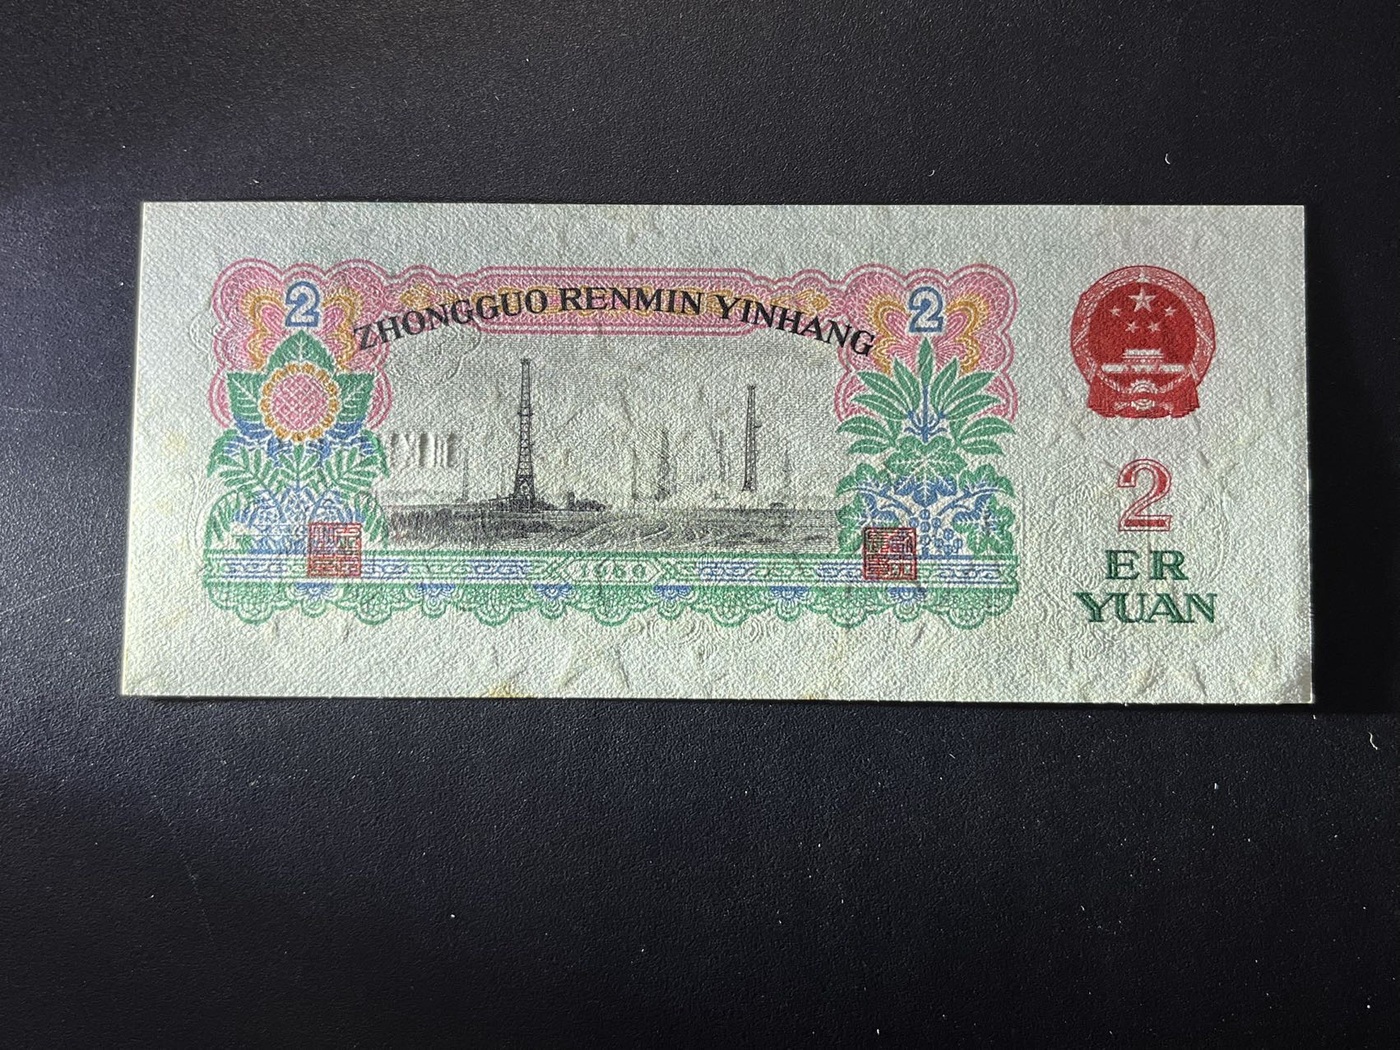 2
ZHONGGUO RENMIN YINHANG
2
1960
2
ER
YUAN